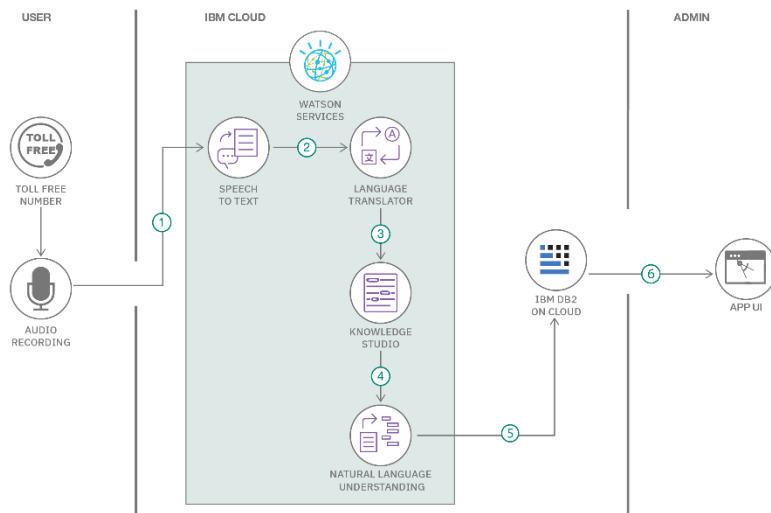 USER
IBM CLOUD
ADMIN
WATSON
SERVICES
TOLL
FREE
TOLL FREE
NUMBER
1
SPEECH
TO TEXT
2
A
文
LANGUAGE
TRANSLATOR
3
AUDIO
RECORDING
KNOWLEDGE
STUDIO
4
NATURAL LANGUAGE
UNDERSTANDING
5
IBM DB2
ON CLOUD
6
APP UI